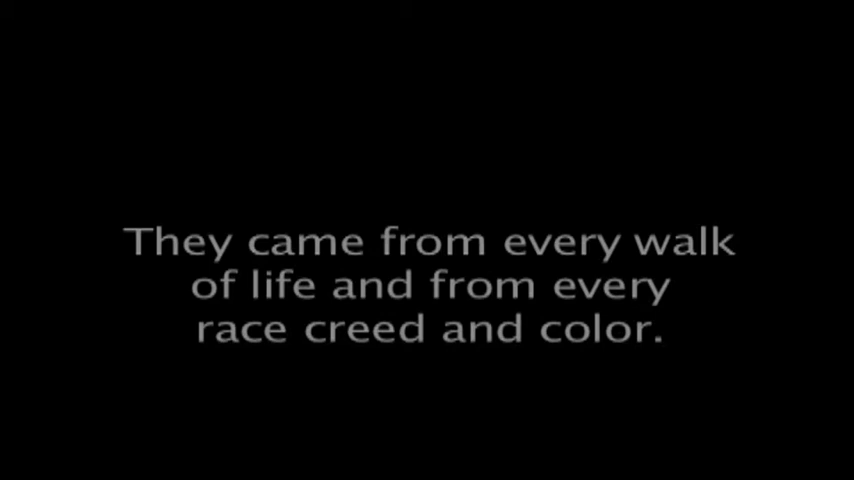 They came from every walk
of life and from every
race creed and color.